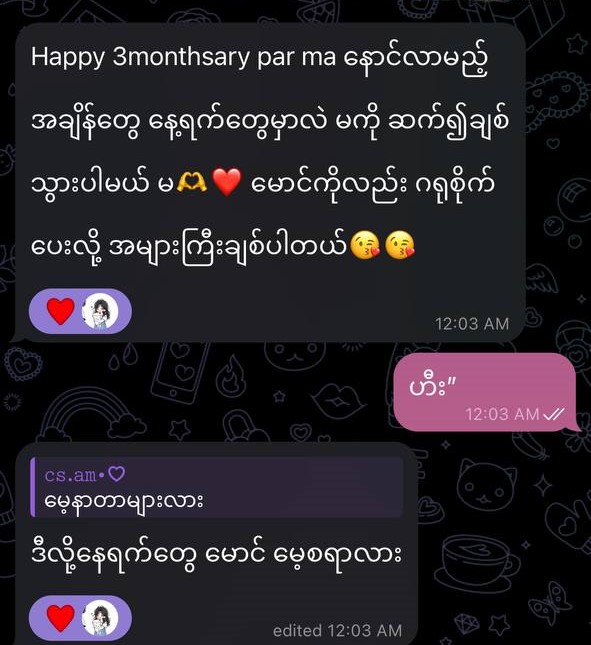 Happy 3monthsary par ma နောင်လာမည့်
အချိန်တွေ နေ့ရက်တွေမှာလဲ မကို ဆက်၍ချစ်
သွားပါမယ် မ🫶❤️ မောင်ကိုလည်း ဂရုစိုက်
ပေးလို့ အများကြီးချစ်ပါတယ်😘😘
12:03 AM
ဟီး"
12:03 AM
cs.am•♡
မေ့နာတာများလား
ဒီလို့နေရက်တွေ မောင် မေ့စရာလား
edited 12:03 AM